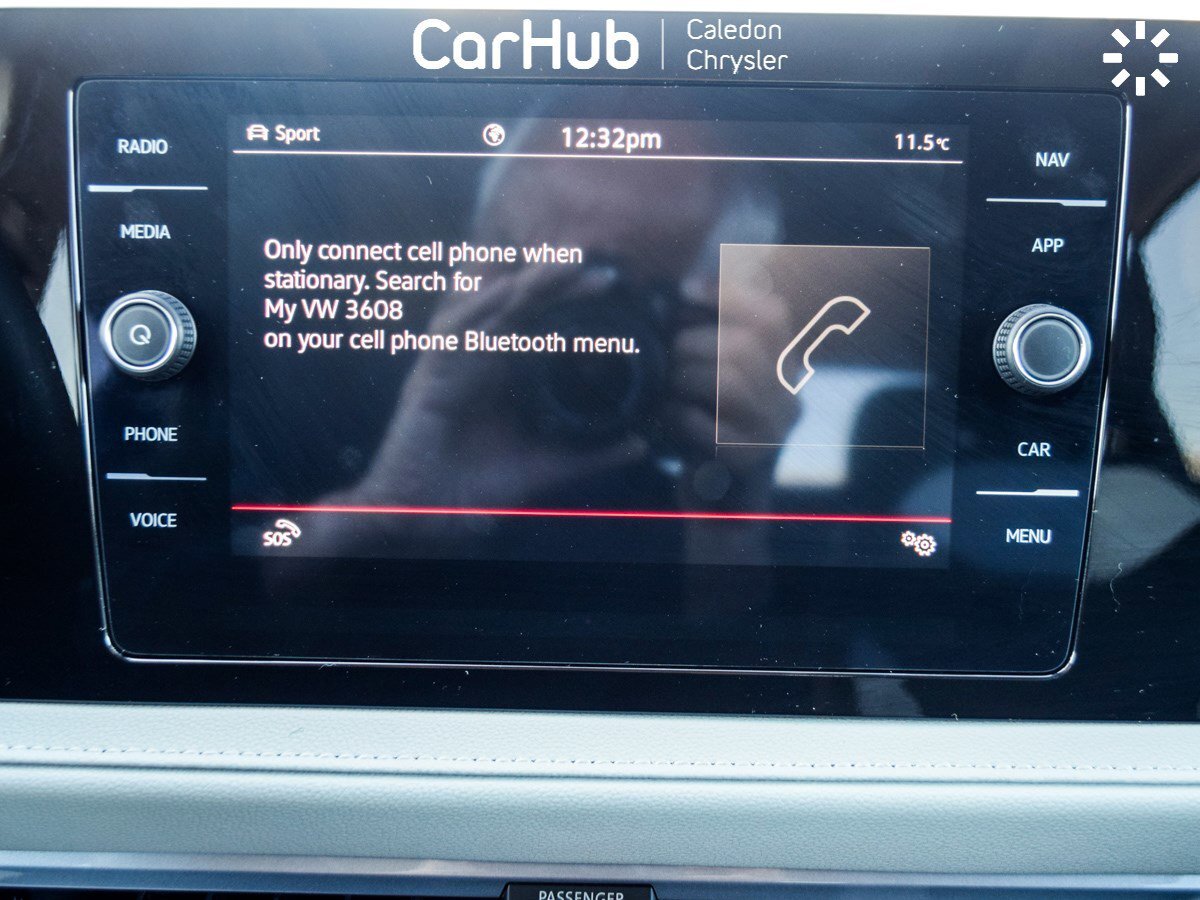 CarHub
Caledon
Chrysler
Sport
12:32pm
11.5°C
RADIO
NAV
MEDIA
APP
Only connect cell phone when
stationary. Search for
My VW 3608
on your cell phone Bluetooth menu.
PHONE
CAR
VOICE
SOS
MENU
PASSENGER